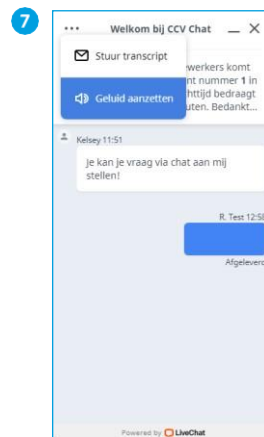 7
Welkom bij CCV Chat
Stuur transcript
ewerkers komt
nt nummer 1 in
Geluid aanzetten
chttijd bedraagt
uten. Bedankt...
Kelsey 11:51
Je kan je vraag via chat aan mij
stellen!
R. Test 12:58
Afgeleverd
Powered by LiveChat